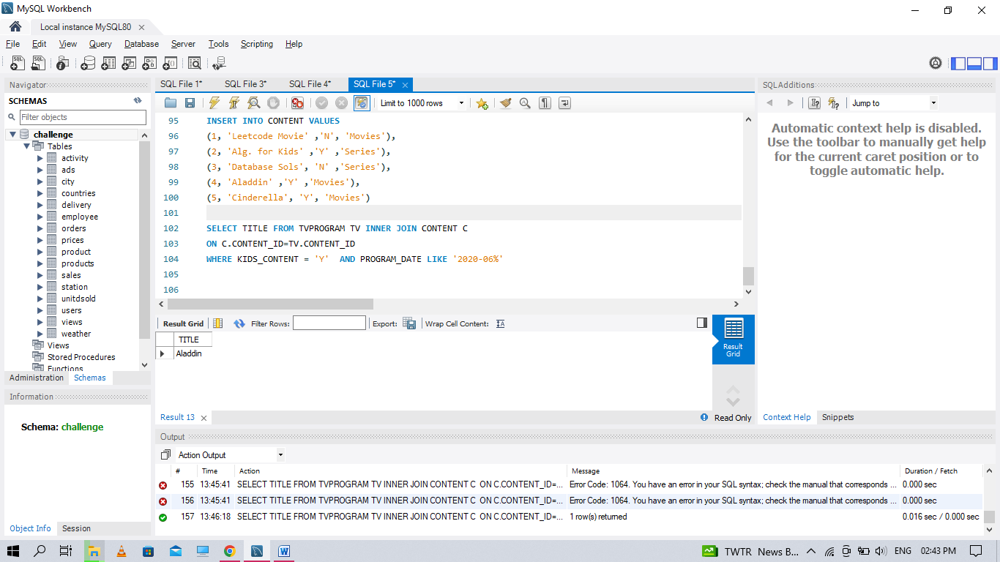 MySQL Workbench
Local instance MySQL80
File Edit View Query Database Server Tools Scripting Help
Navigator
SCHEMAS
Filter objects
challenge
Tables
activity
ads
city
countries
delivery
employee
orders
prices
product
products
sales
station
unitdsold
users
views
weather
Views
Stored Procedures
Functions
Administration Schemas
Information
Schema: challenge
Object Info Session
SQL File 1* SQL File 3* SQL File 4* SQL File 5*
Limit to 1000 rows
95 INSERT INTO CONTENT VALUES
96 (1, 'Leetcode Movie' ,'N', 'Movies'),
97 (2, 'Alg. for Kids' ,'Y' ,'Series'),
98 (3, 'Database Sols', 'N' ,'Series'),
99 (4, 'Aladdin' ,'Y' ,'Movies'),
100 (5, 'Cinderella', 'Y', 'Movies')
101
102 SELECT TITLE FROM TVPROGRAM TV INNER JOIN CONTENT C
103 ON C.CONTENT_ID=TV.CONTENT_ID
104 WHERE KIDS_CONTENT = 'Y'  AND PROGRAM_DATE LIKE '2020-06%'
105
106
Result Grid Filter Rows: Export: Wrap Cell Content:
TITLE
Aladdin
Result Grid
Result 13
Read Only
SQLAdditions
Jump to
Automatic context help is disabled.
Use the toolbar to manually get help
for the current caret position or to
toggle automatic help.
Context Help Snippets
Output
Action Output
# Time Action Message Duration / Fetch
155 13:45:41 SELECT TITLE FROM TVPROGRAM TV INNER JOIN CONTENT C  ON C.CONTENT_ID=... Error Code: 1064. You have an error in your SQL syntax; check the manual that corresponds ... 0.000 sec
156 13:45:41 SELECT TITLE FROM TVPROGRAM TV INNER JOIN CONTENT C  ON C.CONTENT_ID=... Error Code: 1064. You have an error in your SQL syntax; check the manual that corresponds ... 0.000 sec
157 13:46:18 SELECT TITLE FROM TVPROGRAM TV INNER JOIN CONTENT C  ON C.CONTENT_ID=... 1 row(s) returned 0.016 sec / 0.000 sec
TWTR News B... ENG 02:43 PM